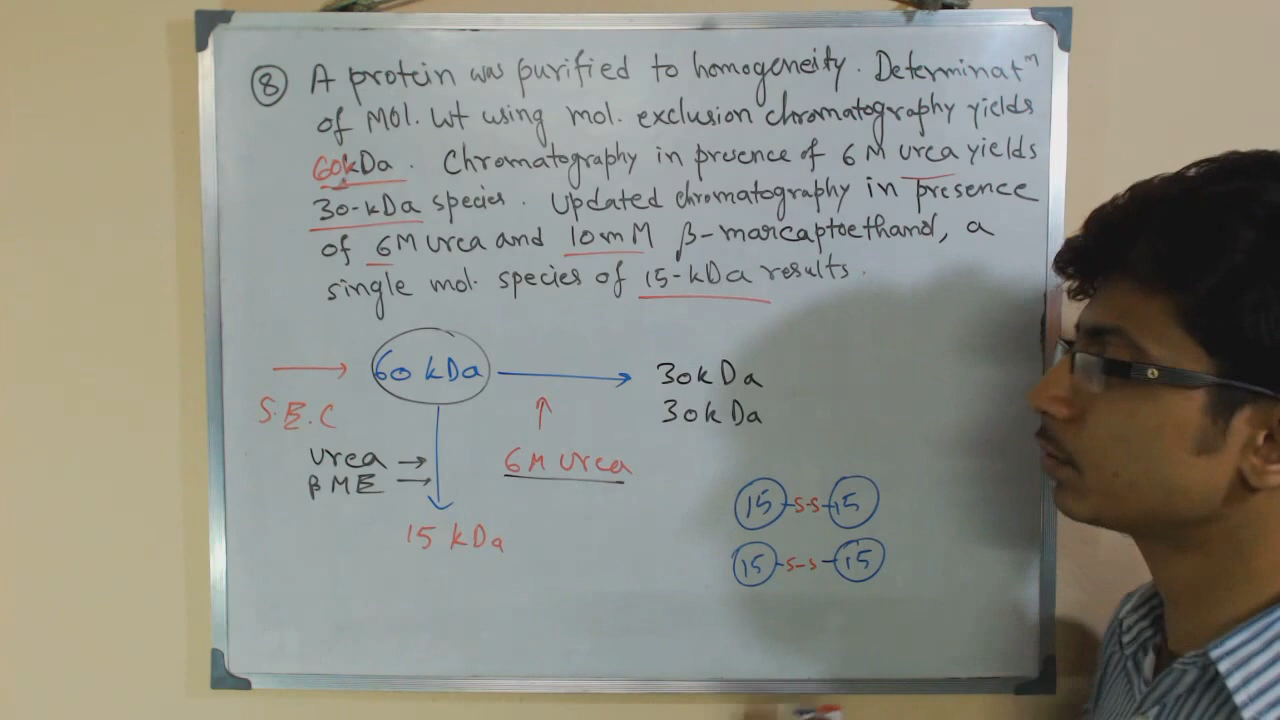 ⑧ A protein was purified to homogeneity. Determinatⁿ
of Mol. wt using mol. exclusion chromatography yields
60kDa. Chromatography in presence of 6 M urea yields
30-kDa species. Updated chromatography in presence
of 6M urea and 10mM β-marcaptoethanol, a
single mol. species of 15-kDa results.
60 kDa
30kDa
S.E.C
30kDa
urea →
6M urea
βME →
15 kDa
15-s-s-15
15-s-s-15